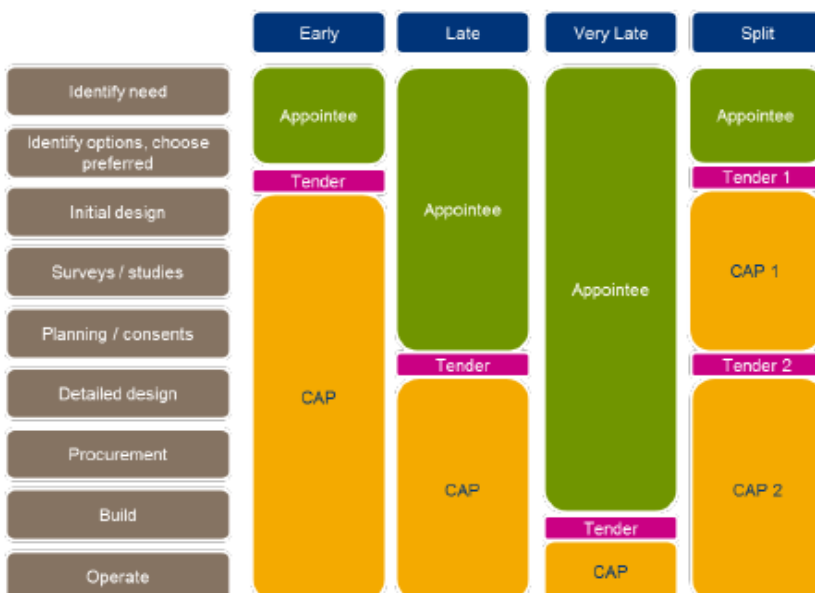 Early
Late
Very Late
Split
Identify need
Identify options, choose
preferred
Initial design
Surveys / studies
Planning / consents
Detailed design
Procurement
Build
Operate
Appointee
Tender
CAP
Appointee
Tender
CAP
Appointee
Tender
CAP
Appointee
Tender 1
CAP 1
Tender 2
CAP 2